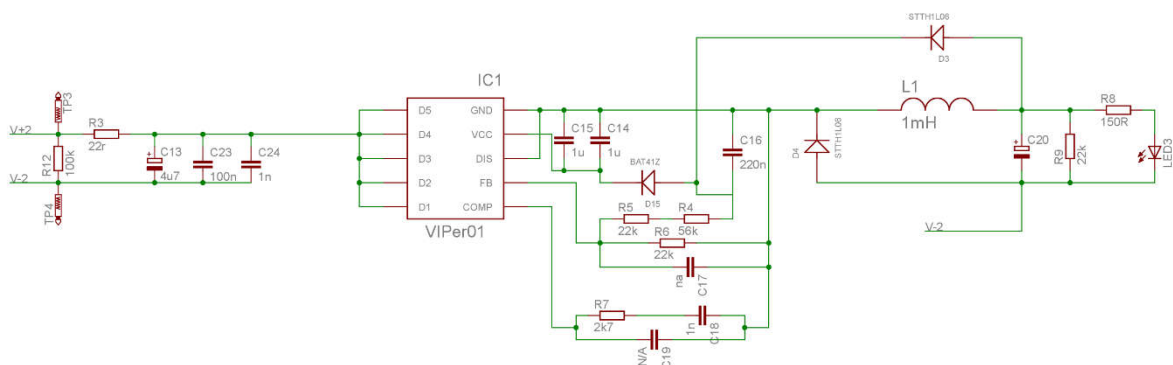 STTH1L06
D3
IC1
L1
1mH
TP3
V+2
R3
22r
R12
100k
V-2
TP4
C13
4u7
C23
100n
C24
1n
D5
D4
D3
D2
D1
GND
VCC
DIS
FB
COMP
VIPer01
C15
1u
C14
1u
BAT41Z
D15
C16
220n
R5
22k
R4
56k
R6
22k
na
C17
R7
2k7
1n
C18
N/A
C19
D4
STTH1L06
C20
R9
22k
R8
150R
LED3
V-2